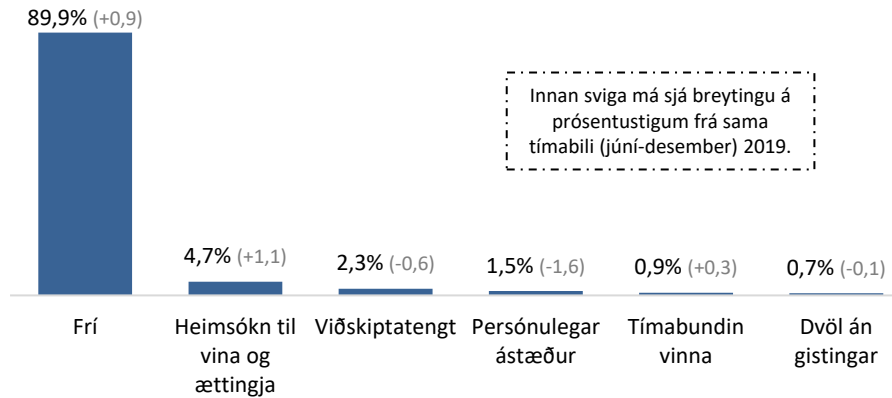 89,9% (+0,9)
Innan sviga má sjá breytingu á
prósentustigum frá sama
tímabili (júní-desember) 2019.
4,7% (+1,1)
2,3% (-0,6)
1,5% (-1,6)
0,9% (+0,3)
0,7% (-0,1)
Frí
Heimsókn til
vina og
ættingja
Viðskiptatengt
Persónulegar
ástæður
Tímabundin
vinna
Dvöl án
gistingar